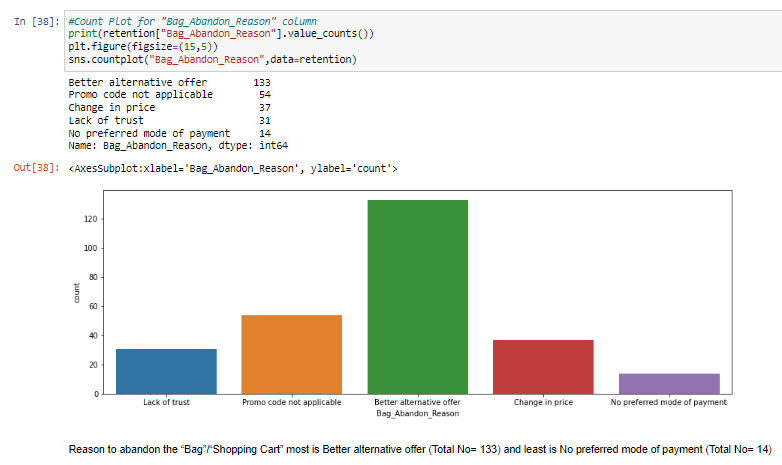 In [38]: #Count Plot for "Bag_Abandon_Reason" column
print(retention["Bag_Abandon_Reason"].value_counts())
plt.figure(figsize=(15,5))
sns.countplot("Bag_Abandon_Reason",data=retention)
Better alternative offer 133
Promo code not applicable 54
Change in price 37
Lack of trust 31
No preferred mode of payment 14
Name: Bag_Abandon_Reason, dtype: int64
Out[38]: <AxesSubplot:xlabel='Bag_Abandon_Reason', ylabel='count'>
120
100
80
60
40
20
0
count
Lack of trust Promo code not applicable Better alternative offer Change in price No preferred mode of payment
Bag_Abandon_Reason
Reason to abandon the “Bag”/“Shopping Cart” most is Better alternative offer (Total No= 133) and least is No preferred mode of payment (Total No= 14)